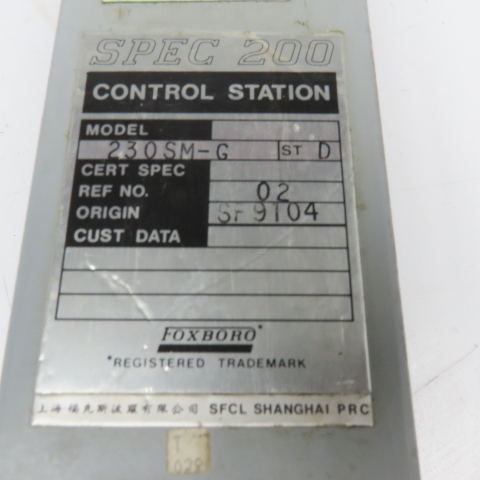 SPEC 200
CONTROL STATION
MODEL
230SM-G ST D
CERT SPEC
REF NO. 02
ORIGIN SF9104
CUST DATA
FOXBORO*
*REGISTERED TRADEMARK
上海福克斯波罗有限公司 SFCL SHANGHAI PRC
T
028